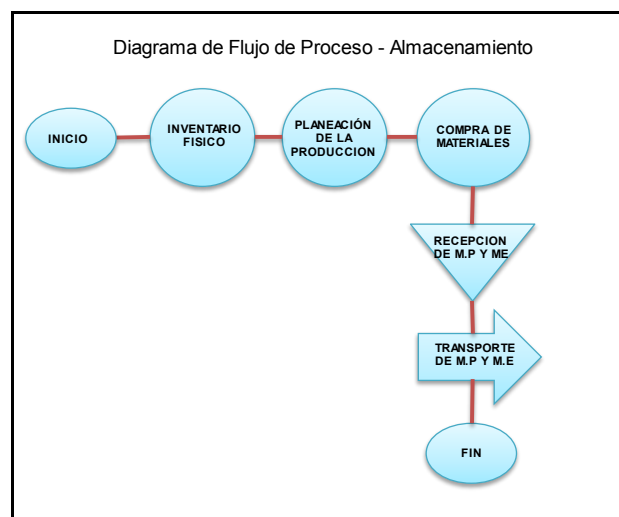 Diagrama de Flujo de Proceso - Almacenamiento
INICIO
INVENTARIO
FISICO
PLANEACIÓN
DE LA
PRODUCCION
COMPRA DE
MATERIALES
RECEPCION
DE M.P Y ME
TRANSPORTE
DE M.P Y M.E
FIN